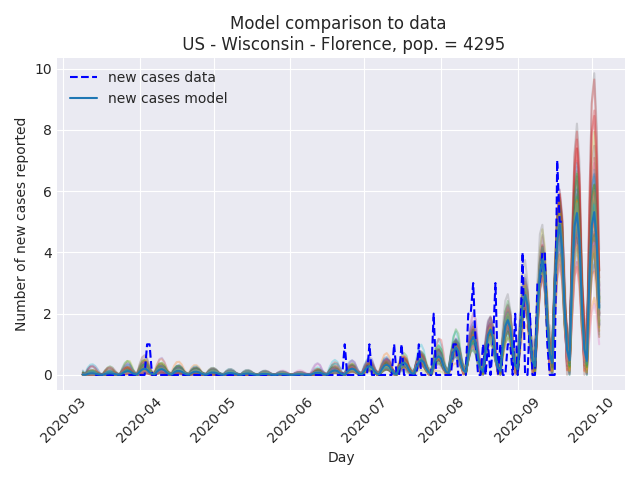 Model comparison to data
US - Wisconsin - Florence, pop. = 4295
new cases data
new cases model
Number of new cases reported
10
8
6
4
2
0
2020-03
2020-04
2020-05
2020-06
2020-07
2020-08
2020-09
2020-10
Day